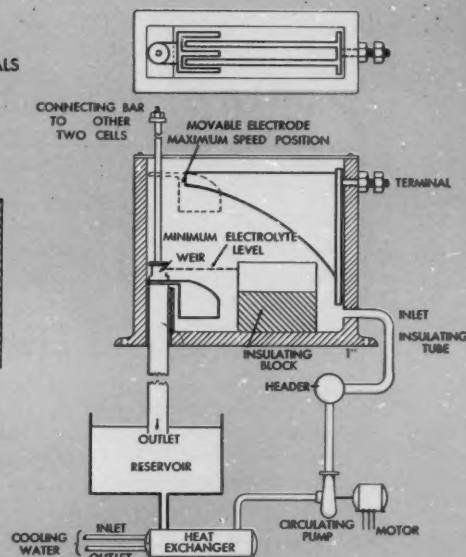 ALS
CONNECTING BAR
TO OTHER
TWO CELLS
MOVABLE ELECTRODE
MAXIMUM SPEED POSITION
TERMINAL
MINIMUM ELECTROLYTE
LEVEL
WEIR
INLET
INSULATING
TUBE
INSULATING
BLOCK
1"
HEADER
OUTLET
RESERVOIR
CIRCULATING
PUMP
MOTOR
COOLING
WATER
INLET
OUTLET
HEAT
EXCHANGER